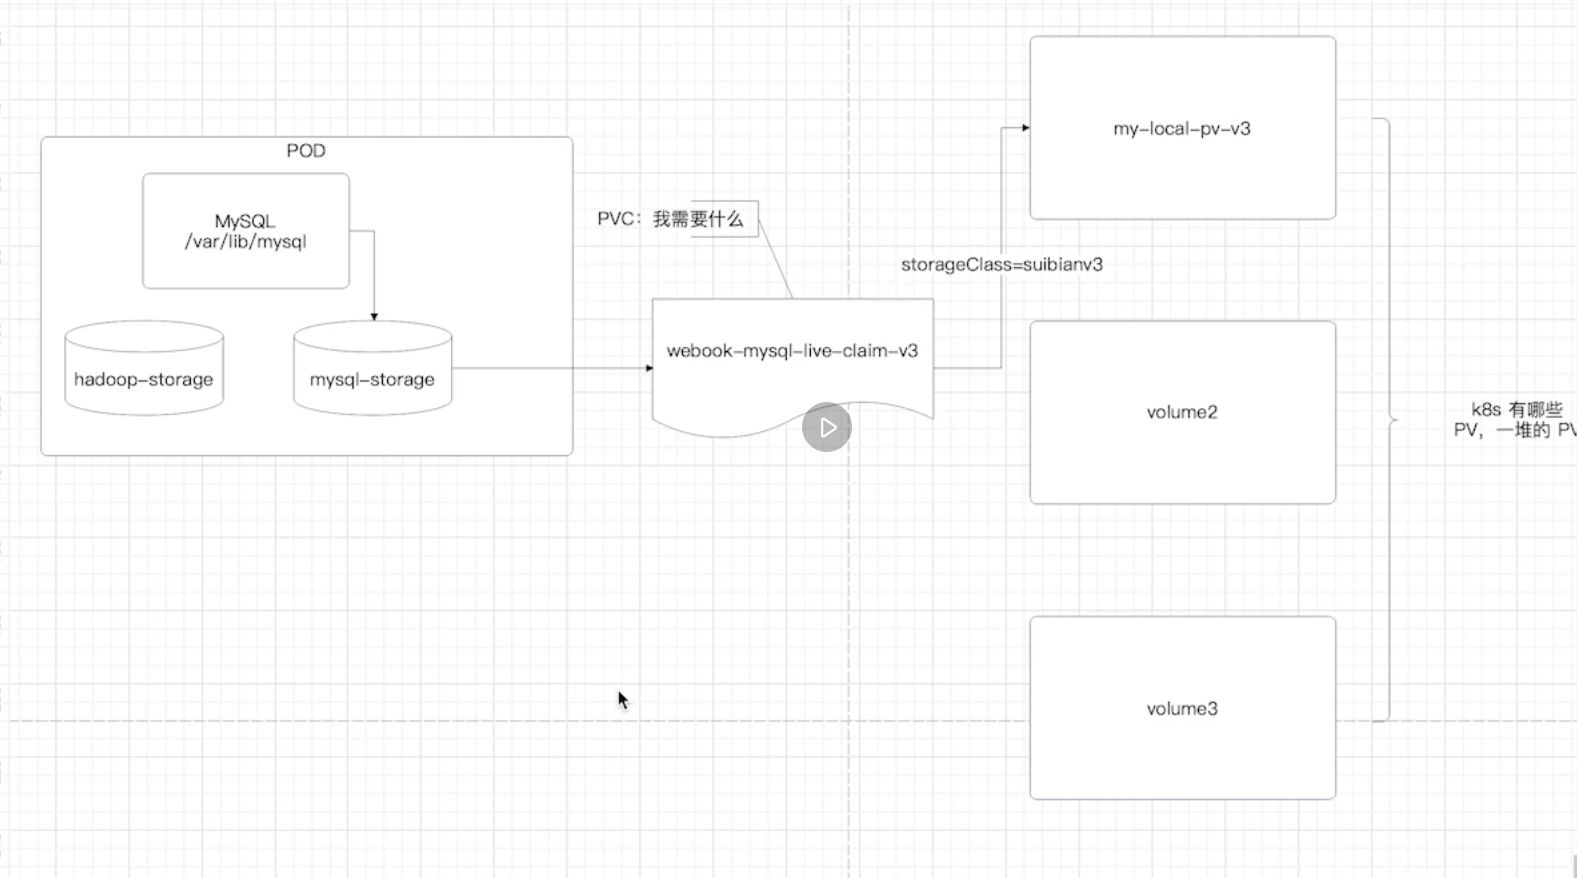 POD
MySQL
/var/lib/mysql
hadoop-storage
mysql-storage
PVC：我需要什么
webook-mysql-live-claim-v3
storageClass=suibianv3
my-local-pv-v3
volume2
volume3
k8s 有哪些
PV，一堆的 PV